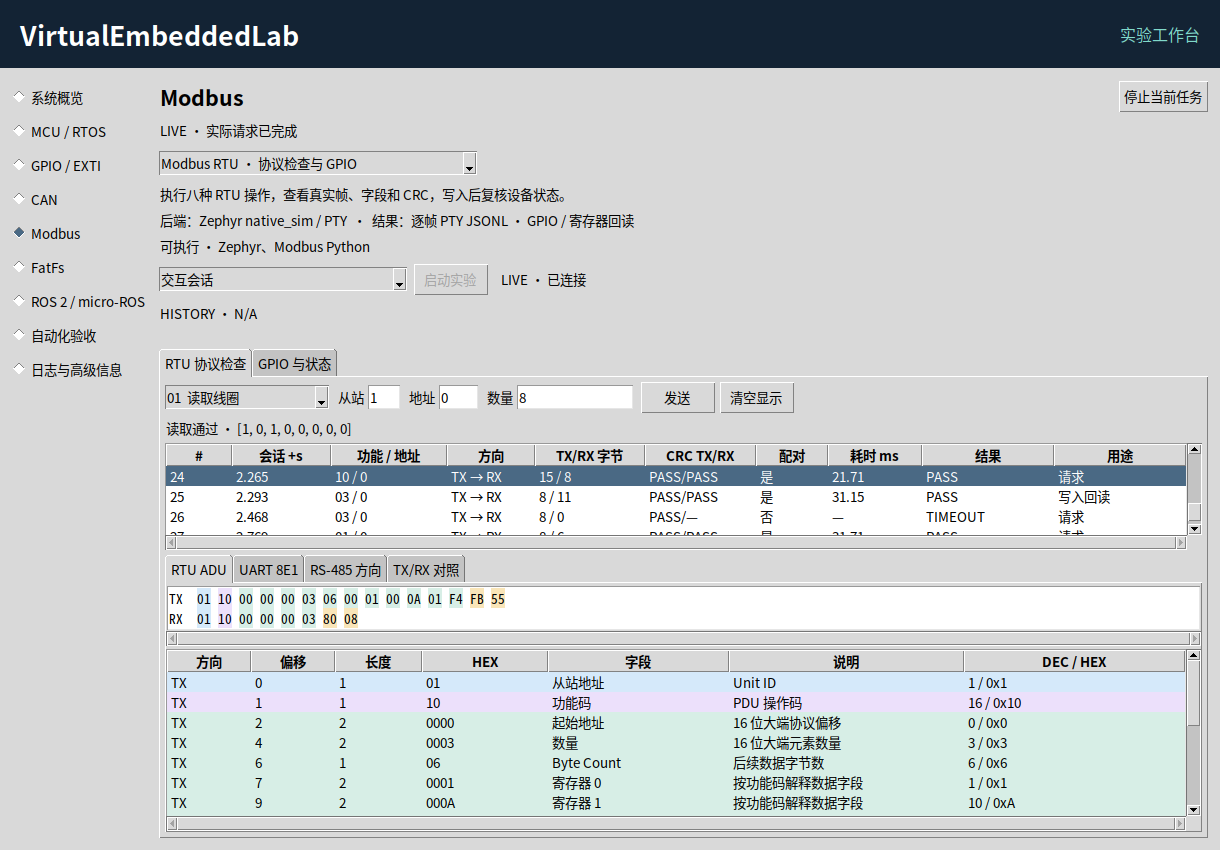 VirtualEmbeddedLab
实验工作台
系统概览
MCU / RTOS
GPIO / EXTI
CAN
Modbus
FatFs
ROS 2 / micro-ROS
自动化验收
日志与高级信息
Modbus
停止当前任务
LIVE · 实际请求已完成
Modbus RTU · 协议检查与 GPIO
执行八种 RTU 操作，查看真实帧、字段和 CRC，写入后复核设备状态。
后端：Zephyr native_sim / PTY · 结果：逐帧 PTY JSONL · GPIO / 寄存器回读
可执行 · Zephyr、Modbus Python
交互会话 启动实验 LIVE · 已连接
HISTORY · N/A
RTU 协议检查 GPIO 与状态
01 读取线圈 从站 1 地址 0 数量 8 发送 清空显示
读取通过 · [1, 0, 1, 0, 0, 0, 0, 0]
# 会话 +s 功能 / 地址 方向 TX/RX 字节 CRC TX/RX 配对 耗时 ms 结果 用途
24 2.265 10 / 0 TX → RX 15 / 8 PASS/PASS 是 21.71 PASS 请求
25 2.293 03 / 0 TX → RX 8 / 11 PASS/PASS 是 31.15 PASS 写入回读
26 2.468 03 / 0 TX → RX 8 / 0 PASS/— 否 — TIMEOUT 请求
27 2.769 01 / 0 TX → RX 8 / 6 PASS/PASS 是 21.71 PASS 请求
RTU ADU UART 8E1 RS-485 方向 TX/RX 对照
TX 01 10 00 00 00 03 06 00 01 00 0A 01 F4 FB 55
RX 01 10 00 00 00 03 80 08
方向 偏移 长度 HEX 字段 说明 DEC / HEX
TX 0 1 01 从站地址 Unit ID 1 / 0x1
TX 1 1 10 功能码 PDU 操作码 16 / 0x10
TX 2 2 0000 起始地址 16 位大端协议偏移 0 / 0x0
TX 4 2 0003 数量 16 位大端元素数量 3 / 0x3
TX 6 1 06 Byte Count 后续数据字节数 6 / 0x6
TX 7 2 0001 寄存器 0 按功能码解释数据字段 1 / 0x1
TX 9 2 000A 寄存器 1 按功能码解释数据字段 10 / 0xA